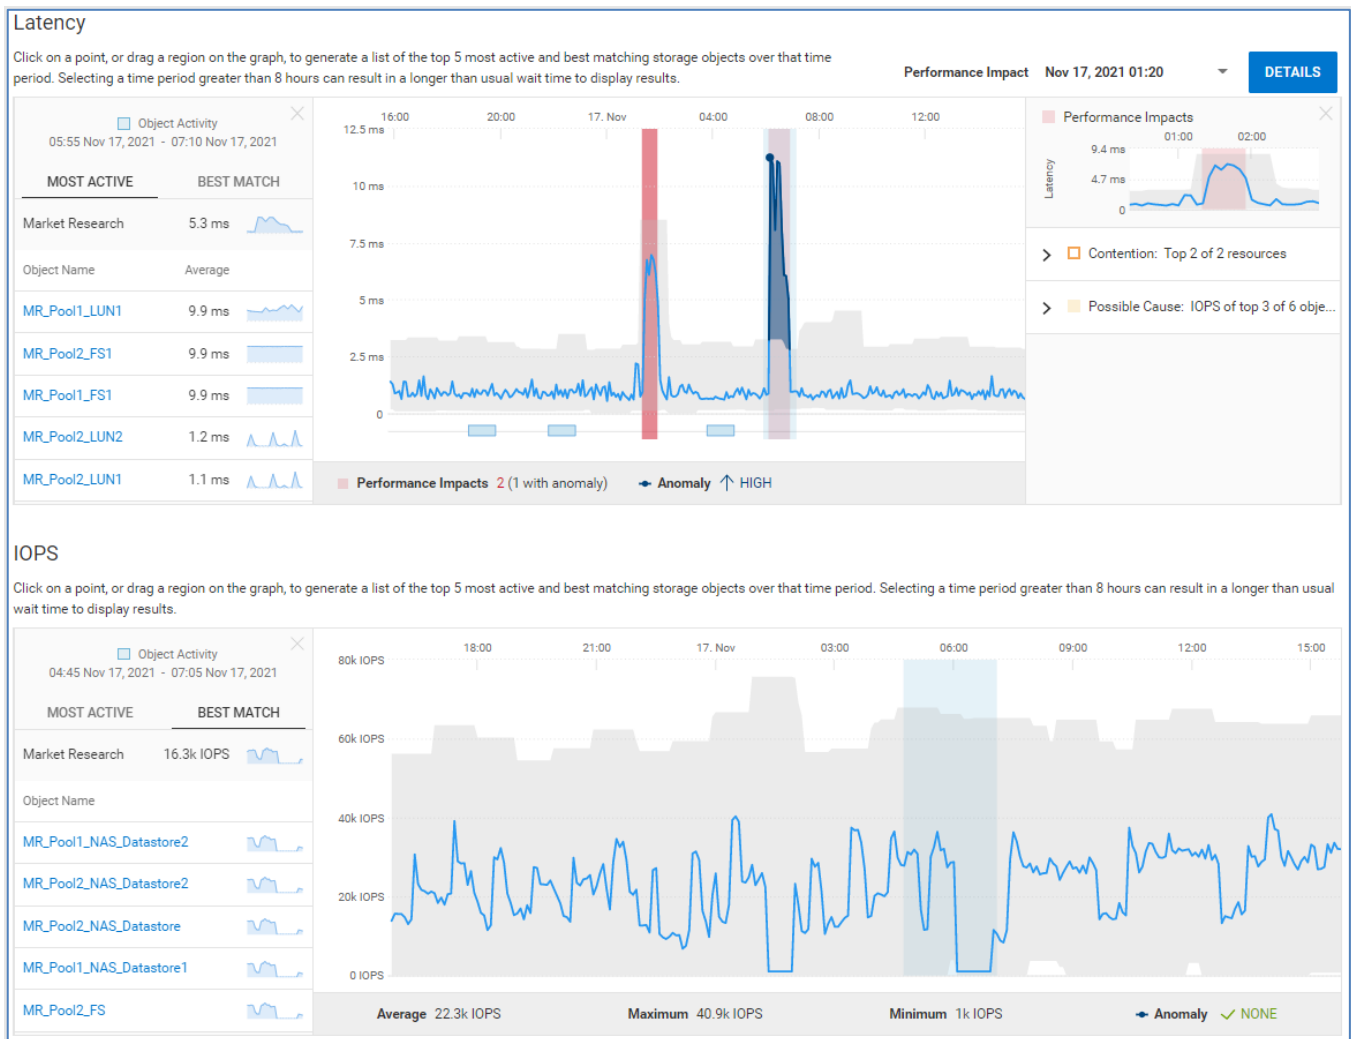 Latency
Click on a point, or drag a region on the graph, to generate a list of the top 5 most active and best matching storage objects over that time
period. Selecting a time period greater than 8 hours can result in a longer than usual wait time to display results.
Performance Impact Nov 17, 2021 01:20 DETAILS
Object Activity
05:55 Nov 17, 2021 - 07:10 Nov 17, 2021
MOST ACTIVE BEST MATCH
Market Research 5.3 ms
Object Name Average
MR_Pool1_LUN1 9.9 ms
MR_Pool2_FS1 9.9 ms
MR_Pool1_FS1 9.9 ms
MR_Pool2_LUN2 1.2 ms
MR_Pool2_LUN1 1.1 ms
16:00 20:00 17. Nov 04:00 08:00 12:00
12.5 ms
10 ms
7.5 ms
5 ms
2.5 ms
0
Performance Impacts 2 (1 with anomaly) Anomaly HIGH
Performance Impacts
01:00 02:00
Latency
9.4 ms
4.7 ms
0
Contention: Top 2 of 2 resources
Possible Cause: IOPS of top 3 of 6 obje...
IOPS
Click on a point, or drag a region on the graph, to generate a list of the top 5 most active and best matching storage objects over that time period. Selecting a time period greater than 8 hours can result in a longer than usual
wait time to display results.
Object Activity
04:45 Nov 17, 2021 - 07:05 Nov 17, 2021
MOST ACTIVE BEST MATCH
Market Research 16.3k IOPS
Object Name
MR_Pool1_NAS_Datastore2
MR_Pool2_NAS_Datastore2
MR_Pool2_NAS_Datastore
MR_Pool1_NAS_Datastore1
MR_Pool2_FS
18:00 21:00 17. Nov 03:00 06:00 09:00 12:00 15:00
80k IOPS
60k IOPS
40k IOPS
20k IOPS
0 IOPS
Average 22.3k IOPS Maximum 40.9k IOPS Minimum 1k IOPS Anomaly NONE